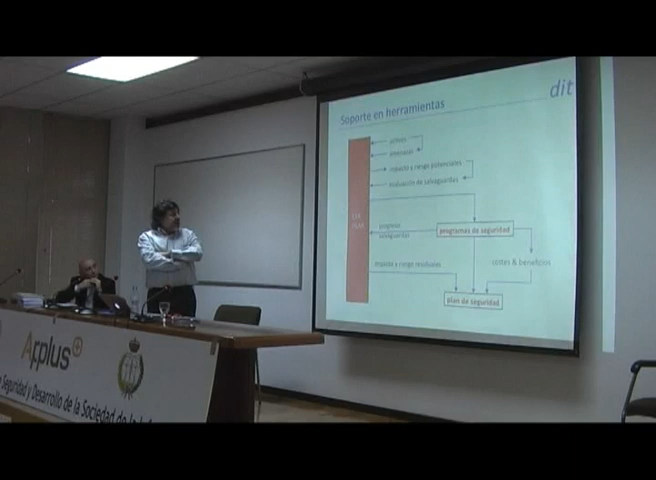 dit
Soporte en herramientas
activos
amenazas
impacto y riesgo potenciales
evaluación de salvaguardas
programas de seguridad
costes & beneficios
impacto y riesgo residuales
plan de seguridad
Applus+
Seguridad y Desarrollo de la Sociedad de la